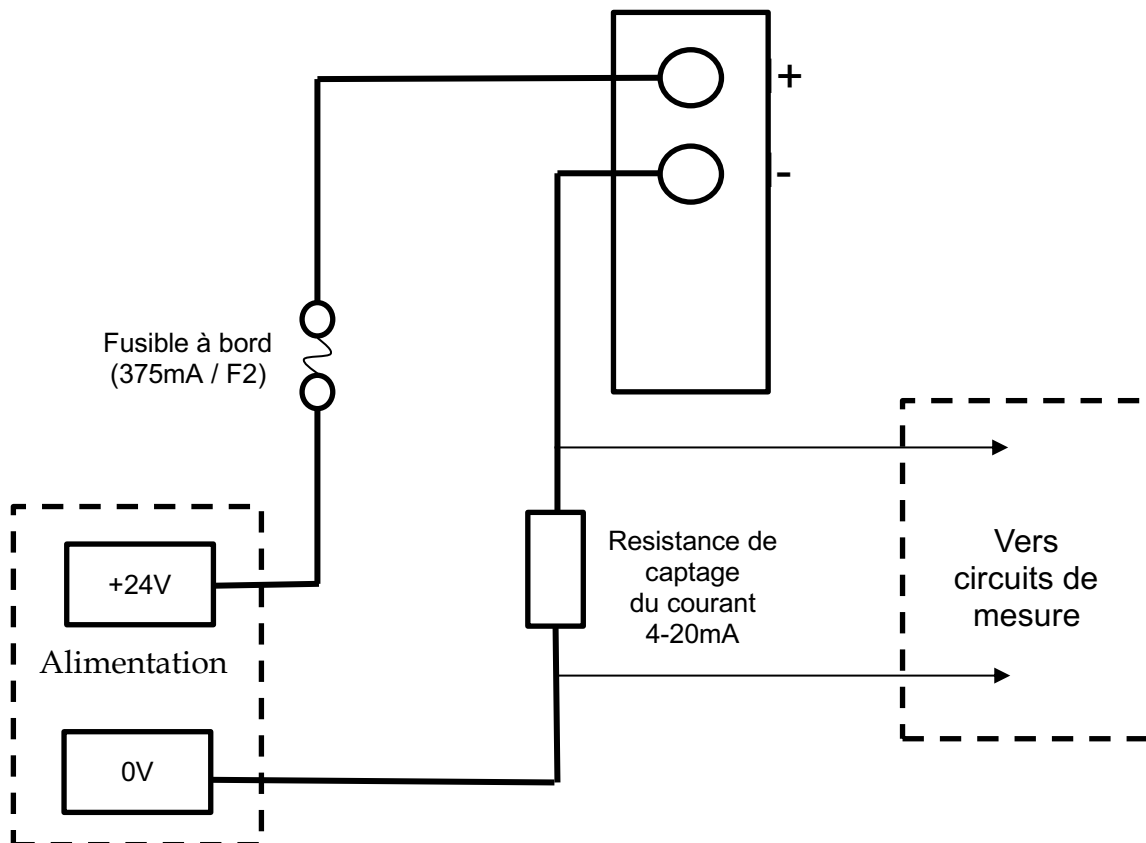 +
-
Fusible à bord
(375mA / F2)
+24V
Alimentation
0V
Resistance de
captage
du courant
4-20mA
Vers
circuits de
mesure